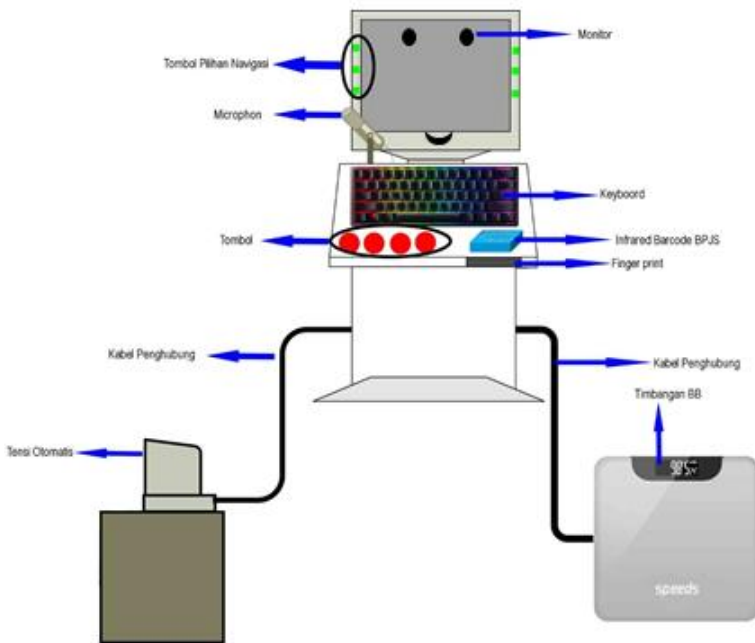 Monitor
Tombol Pilihan Navigasi
Microphon
Keyboord
Tombol
Infrared Barcode BPJS
Finger print
Kabel Penghubung
Kabel Penghubung
Timbangan BB
Tensi Otomatis
speeds